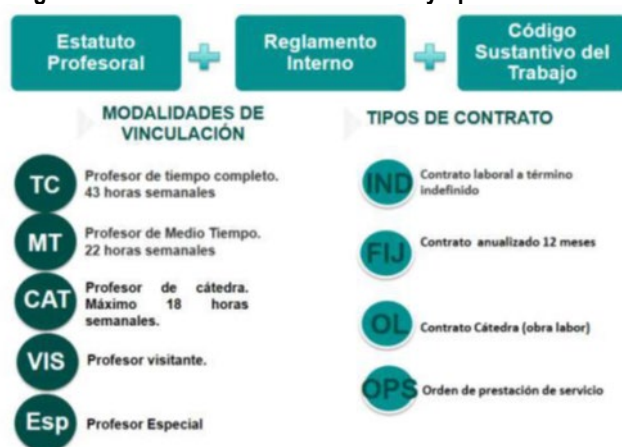 Estatuto
Profesoral
Reglamento
Interno
Código
Sustantivo del
Trabajo
MODALIDADES DE
VINCULACIÓN
TC
Profesor de tiempo completo.
43 horas semanales
MT
Profesor de Medio Tiempo.
22 horas semanales
CAT
Profesor de cátedra.
Máximo 18 horas
semanales.
VIS
Profesor visitante.
Esp
Profesor Especial
TIPOS DE CONTRATO
IND
Contrato laboral a término
indefinido
FIJ
Contrato anualizado 12 meses
OL
Contrato Cátedra (obra labor)
OPS
Orden de prestación de servicio